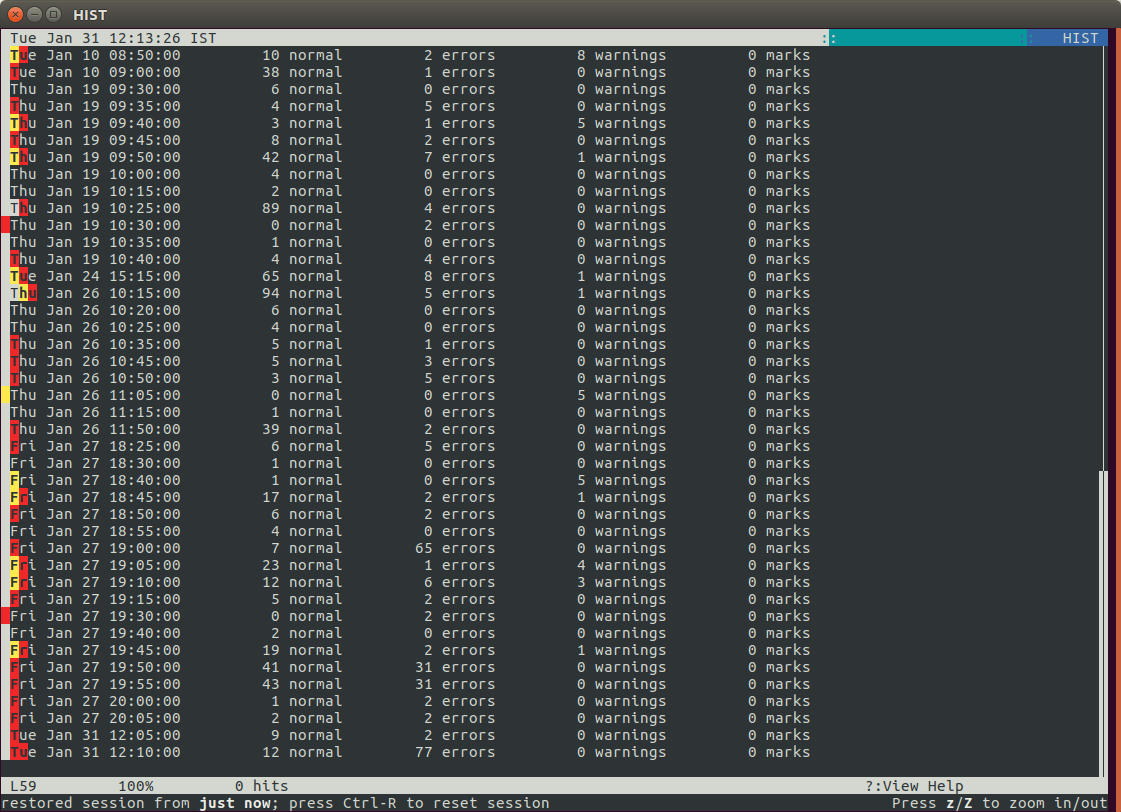 HIST
Tue Jan 31 12:13:26 IST :: : HIST
Tue Jan 10 08:50:00 10 normal 2 errors 8 warnings 0 marks
Tue Jan 10 09:00:00 38 normal 1 errors 0 warnings 0 marks
Thu Jan 19 09:30:00 6 normal 0 errors 0 warnings 0 marks
Thu Jan 19 09:35:00 4 normal 5 errors 0 warnings 0 marks
Thu Jan 19 09:40:00 3 normal 1 errors 5 warnings 0 marks
Thu Jan 19 09:45:00 8 normal 2 errors 0 warnings 0 marks
Thu Jan 19 09:50:00 42 normal 7 errors 1 warnings 0 marks
Thu Jan 19 10:00:00 4 normal 0 errors 0 warnings 0 marks
Thu Jan 19 10:15:00 2 normal 0 errors 0 warnings 0 marks
Thu Jan 19 10:25:00 89 normal 4 errors 0 warnings 0 marks
Thu Jan 19 10:30:00 0 normal 2 errors 0 warnings 0 marks
Thu Jan 19 10:35:00 1 normal 0 errors 0 warnings 0 marks
Thu Jan 19 10:40:00 4 normal 4 errors 0 warnings 0 marks
Tue Jan 24 15:15:00 65 normal 8 errors 1 warnings 0 marks
Thu Jan 26 10:15:00 94 normal 5 errors 1 warnings 0 marks
Thu Jan 26 10:20:00 6 normal 0 errors 0 warnings 0 marks
Thu Jan 26 10:25:00 4 normal 0 errors 0 warnings 0 marks
Thu Jan 26 10:35:00 5 normal 1 errors 0 warnings 0 marks
Thu Jan 26 10:45:00 5 normal 3 errors 0 warnings 0 marks
Thu Jan 26 10:50:00 3 normal 5 errors 0 warnings 0 marks
Thu Jan 26 11:05:00 0 normal 0 errors 5 warnings 0 marks
Thu Jan 26 11:15:00 1 normal 0 errors 0 warnings 0 marks
Thu Jan 26 11:50:00 39 normal 2 errors 0 warnings 0 marks
Fri Jan 27 18:25:00 6 normal 5 errors 0 warnings 0 marks
Fri Jan 27 18:30:00 1 normal 0 errors 0 warnings 0 marks
Fri Jan 27 18:40:00 1 normal 0 errors 5 warnings 0 marks
Fri Jan 27 18:45:00 17 normal 2 errors 1 warnings 0 marks
Fri Jan 27 18:50:00 6 normal 2 errors 0 warnings 0 marks
Fri Jan 27 18:55:00 4 normal 0 errors 0 warnings 0 marks
Fri Jan 27 19:00:00 7 normal 65 errors 0 warnings 0 marks
Fri Jan 27 19:05:00 23 normal 1 errors 4 warnings 0 marks
Fri Jan 27 19:10:00 12 normal 6 errors 3 warnings 0 marks
Fri Jan 27 19:15:00 5 normal 2 errors 0 warnings 0 marks
Fri Jan 27 19:30:00 0 normal 2 errors 0 warnings 0 marks
Fri Jan 27 19:40:00 2 normal 0 errors 0 warnings 0 marks
Fri Jan 27 19:45:00 19 normal 2 errors 1 warnings 0 marks
Fri Jan 27 19:50:00 41 normal 31 errors 0 warnings 0 marks
Fri Jan 27 19:55:00 43 normal 31 errors 0 warnings 0 marks
Fri Jan 27 20:00:00 1 normal 2 errors 0 warnings 0 marks
Fri Jan 27 20:05:00 2 normal 2 errors 0 warnings 0 marks
Tue Jan 31 12:05:00 9 normal 2 errors 0 warnings 0 marks
Tue Jan 31 12:10:00 12 normal 77 errors 0 warnings 0 marks
L59 100% 0 hits ?:View Help
restored session from just now; press Ctrl-R to reset session Press z/Z to zoom in/out